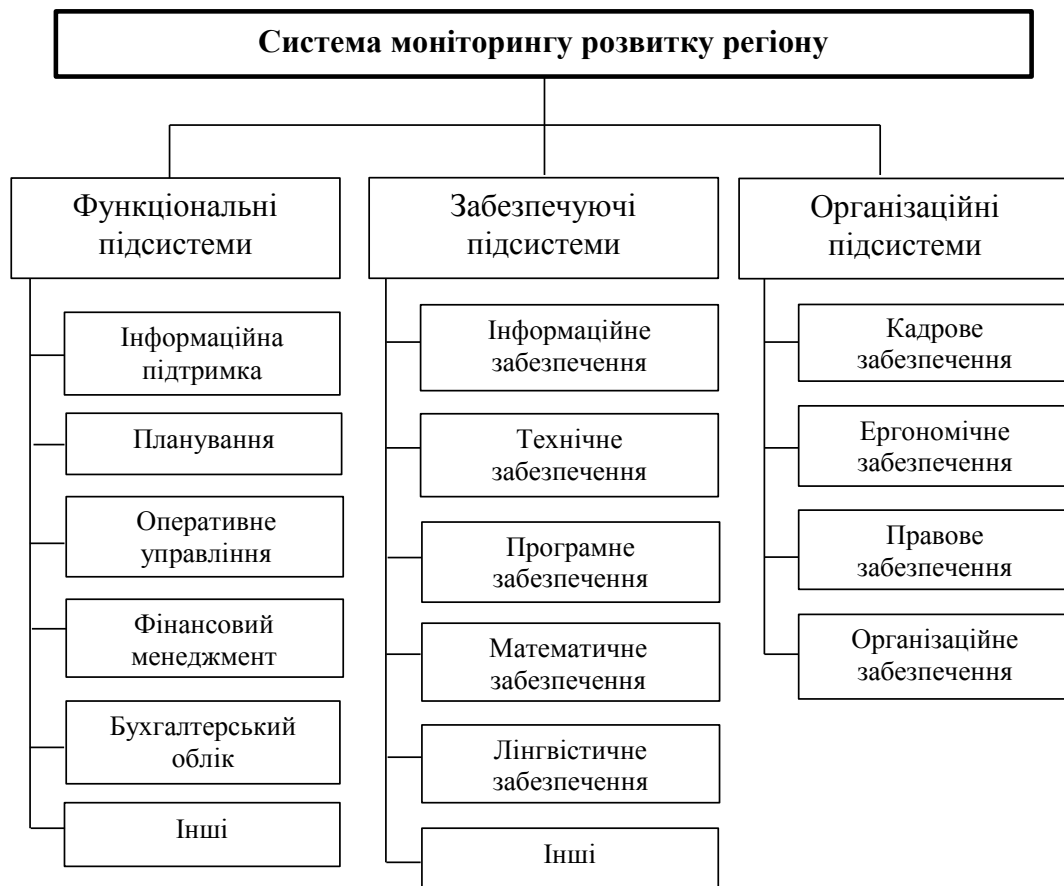 Система моніторингу розвитку регіону
Функціональні
підсистеми
Інформаційна
підтримка
Планування
Оперативне
управління
Фінансовий
менеджмент
Бухгалтерський
облік
Інші
Забезпечуючі
підсистеми
Інформаційне
забезпечення
Технічне
забезпечення
Програмне
забезпечення
Математичне
забезпечення
Лінгвістичне
забезпечення
Інші
Організаційні
підсистеми
Кадрове
забезпечення
Ергономічне
забезпечення
Правове
забезпечення
Організаційне
забезпечення